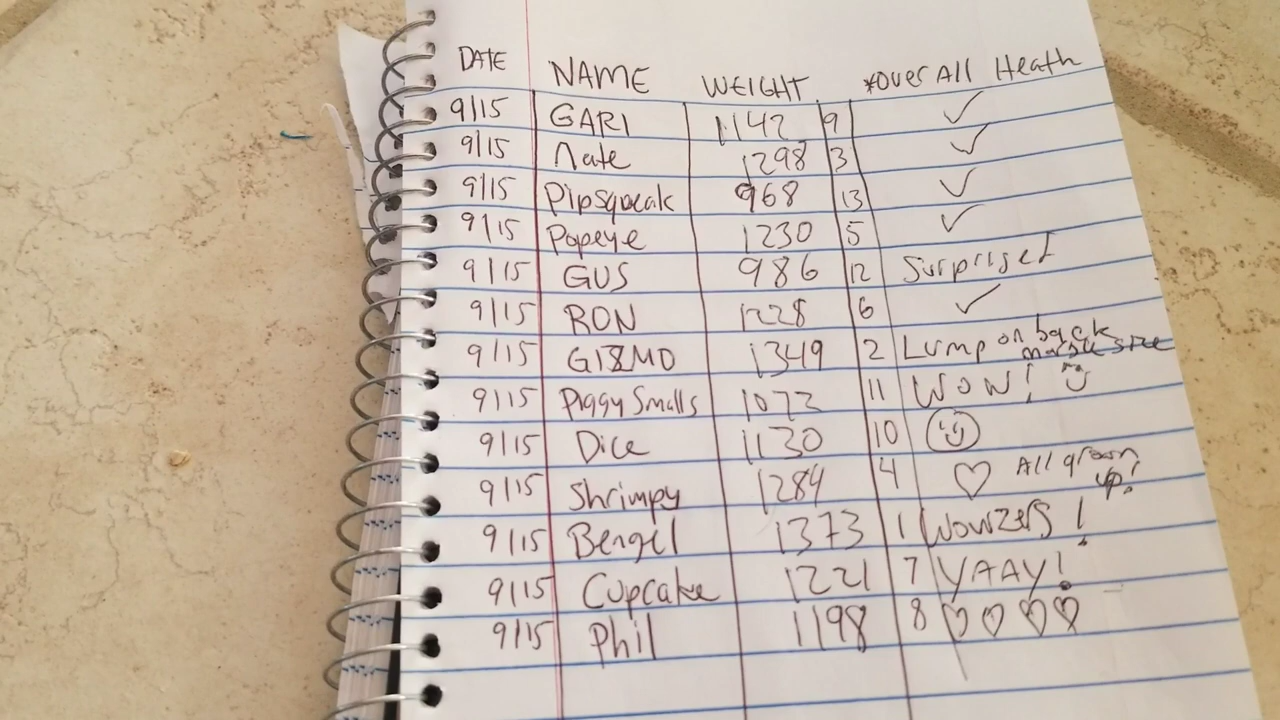 DATE NAME WEIGHT *Over All Heath
9/15 GARI 1142 9 ✓
9/15 Nate 1298 3 ✓
9/15 Pipsqueak 968 13 ✓
9/15 Popeye 1230 5 ✓
9/15 GUS 986 12 Surprised
9/15 RON 1228 6 ✓
9/15 GIZMO 1349 2 Lump on back marble size
9/15 Piggy Smalls 1073 11 WOW!
9/15 Dice 1130 10
9/15 Shrimpy 1284 4 ♡ All grown up!
9/15 Bengel 1373 1 Wowzers!
9/15 Cupcake 1221 7 YAAY!
9/15 Phil 1198 8 ♡ ♡ ♡ ♡